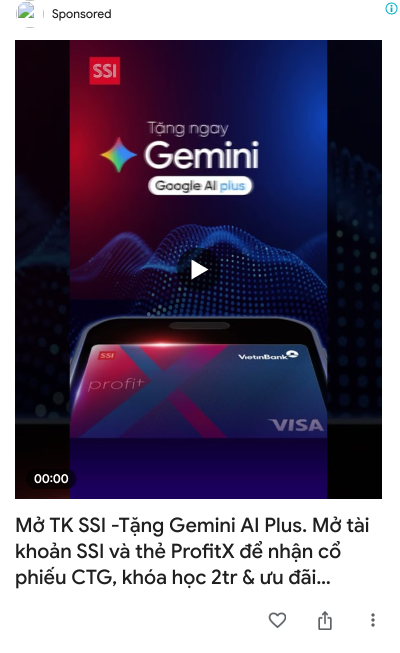 Sponsored
SSI
Tặng ngay
Gemini
Google AI plus
SSI
VietinBank
profit
VISA
00:00
Mở TK SSI -Tặng Gemini AI Plus. Mở tài
khoản SSI và thẻ ProfitX để nhận cổ
phiếu CTG, khóa học 2tr & ưu đãi...